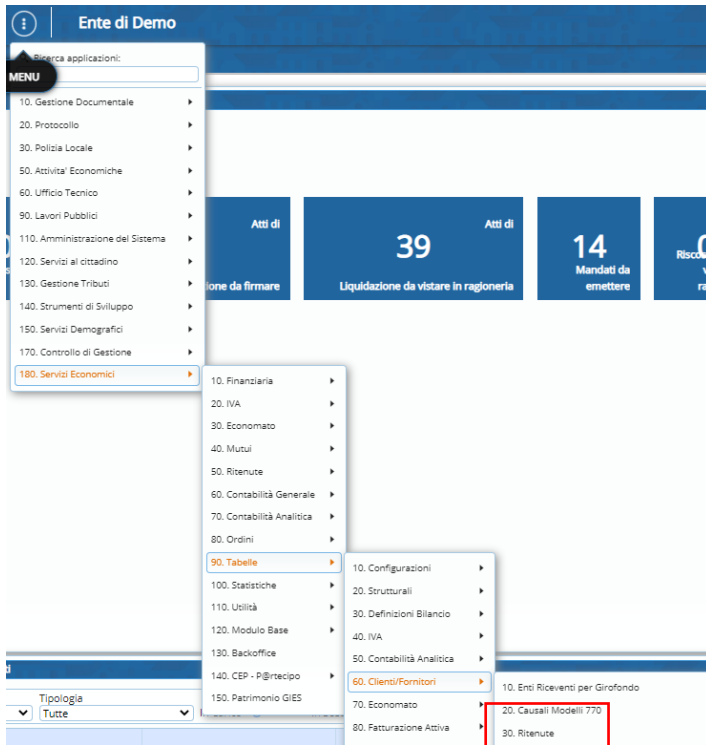 Ente di Demo
Ricerca applicazioni:
MENU
10. Gestione Documentale
20. Protocollo
30. Polizia Locale
50. Attivita' Economiche
60. Ufficio Tecnico
90. Lavori Pubblici
110. Amministrazione del Sistema
120. Servizi al cittadino
130. Gestione Tributi
140. Strumenti di Sviluppo
150. Servizi Demografici
170. Controllo di Gestione
180. Servizi Economici
Atti di
da firmare
Atti di
39
Liquidazione da vistare in ragioneria
14
Mandati da
emettere
10. Finanziaria
20. IVA
30. Economato
40. Mutui
50. Ritenute
60. Contabilità Generale
70. Contabilità Analitica
80. Ordini
90. Tabelle
100. Statistiche
110. Utilità
120. Modulo Base
130. Backoffice
140. CEP - P@rtecipo
150. Patrimonio GIES
10. Configurazioni
20. Strutturali
30. Definizioni Bilancio
40. IVA
50. Contabilità Analitica
60. Clienti/Fornitori
70. Economato
80. Fatturazione Attiva
10. Enti Riceventi per Girofondo
20. Causali Modelli 770
30. Ritenute
Tipologia
Tutte